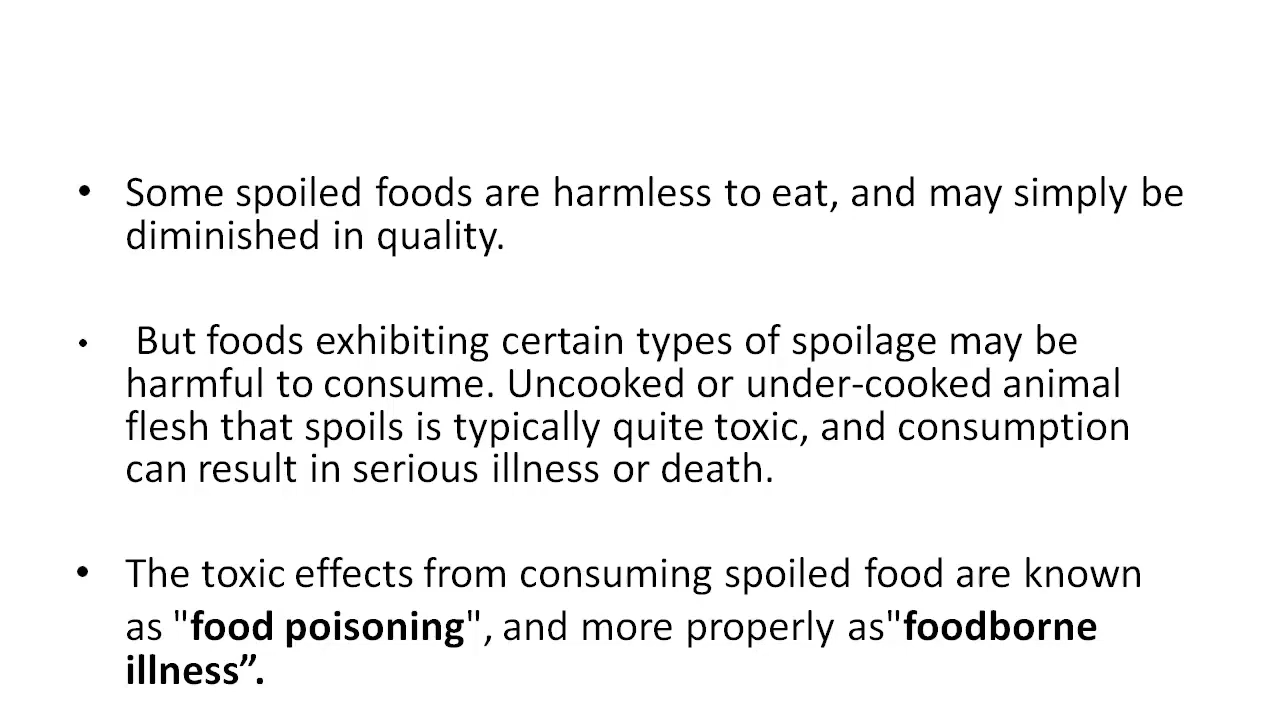 • Some spoiled foods are harmless to eat, and may simply be
diminished in quality.
• But foods exhibiting certain types of spoilage may be
harmful to consume. Uncooked or under-cooked animal
flesh that spoils is typically quite toxic, and consumption
can result in serious illness or death.
• The toxic effects from consuming spoiled food are known
as "food poisoning", and more properly as"foodborne
illness”.